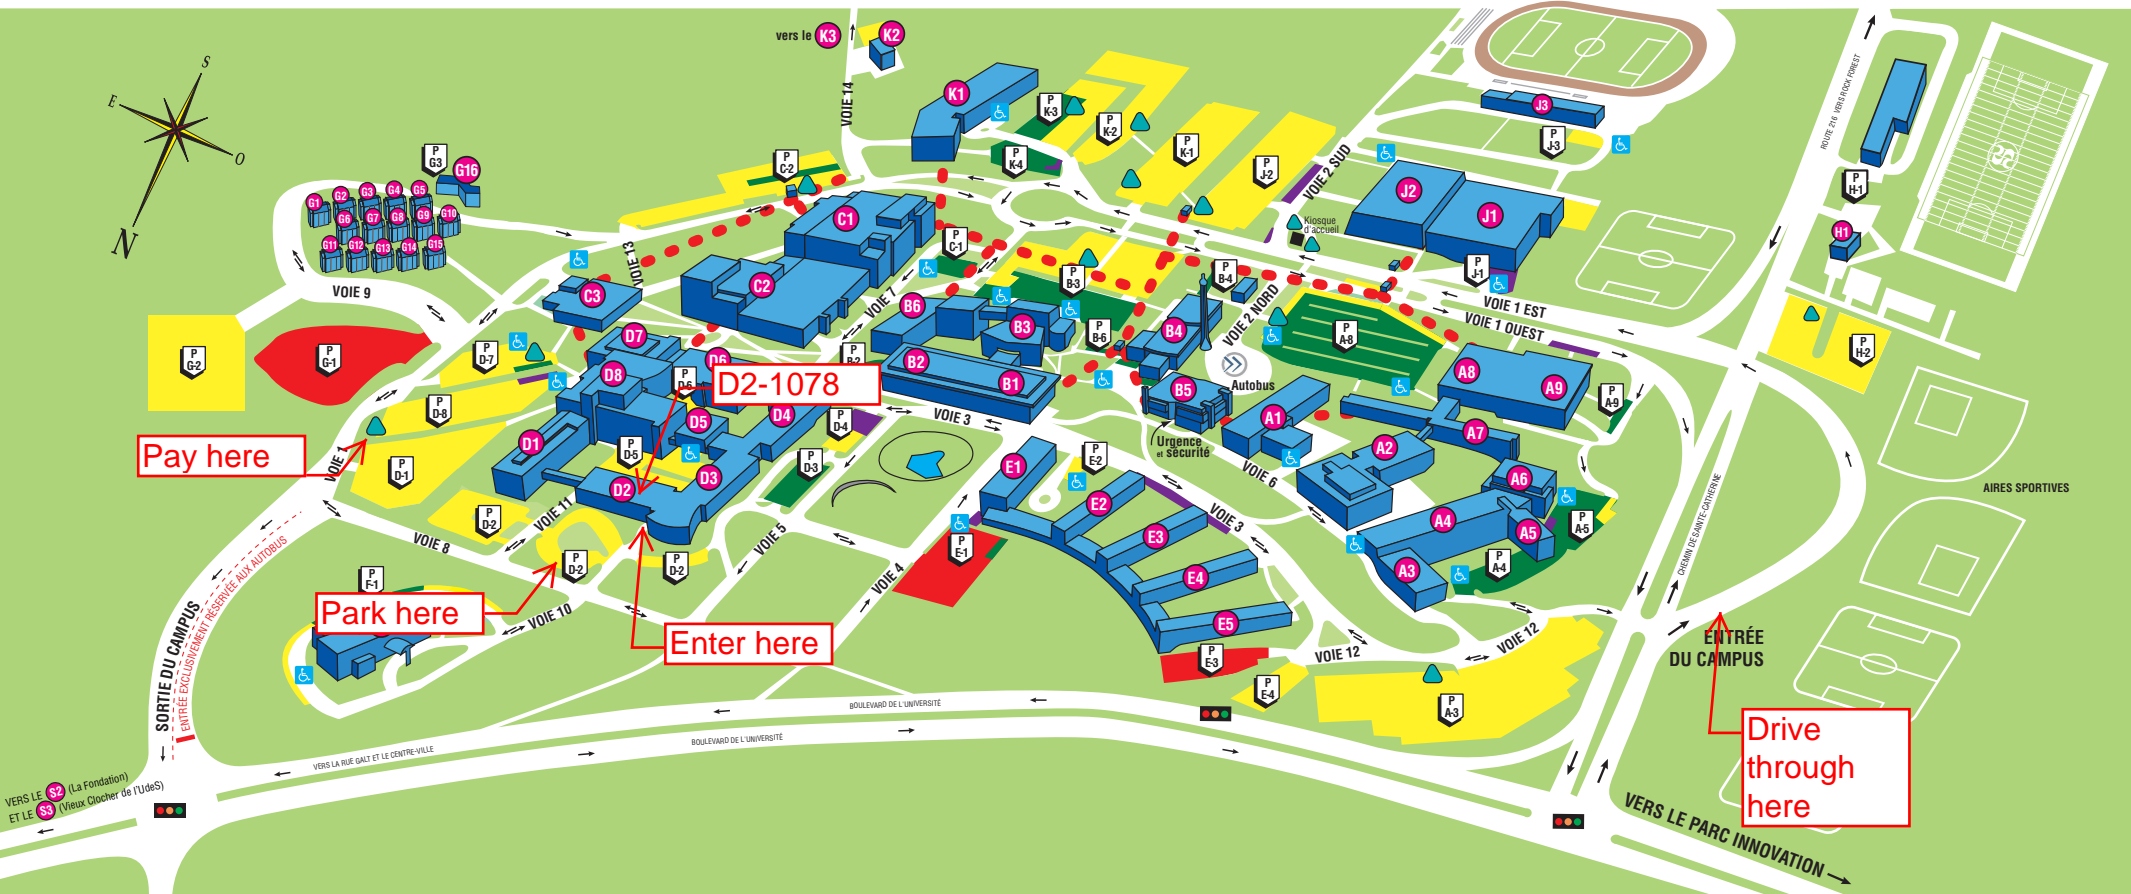 vers le K3
K2
S
E
O
N
VOIE 14
K1
P
K-3
P
K-2
P
K-1
P
K-4
P
J-2
VOIE 2 SUD
J3
P
J-3
ROUTE 216 VERS ROCK FOREST
P
H-1
H1
P
G3
G16
G1
G2
G3
G4
G5
G6
G7
G8
G9
G10
G11
G12
G13
G14
G15
P
C-2
C1
P
C-1
C2
C3
VOIE 13
VOIE 7
VOIE 9
J2
J1
P
J-1
Kiosque
d'accueil
P
B-3
P
B-4
VOIE 2 NORD
VOIE 1 EST
VOIE 1 OUEST
P
G-2
P
G-1
P
D-7
D7
D6
D8
P
D-6
D2-1078
B6
B3
B2
B1
P
B-2
P
B-6
B4
B5
Autobus
P
A-8
A8
A9
P
A-9
P
H-2
P
D-8
D1
D5
D4
P
D-4
VOIE 3
Urgence
et sécurité
A1
A2
A7
A6
Pay here
VOIE 1
P
D-1
P
D-5
D2
D3
P
D-3
E1
P
E-2
E2
VOIE 6
VOIE 3
A4
A5
P
A-5
P
A-4
A3
CHEMIN DE SAINTE-CATHERINE
AIRES SPORTIVES
P
D-2
VOIE 11
VOIE 8
P
D-2
P
D-2
VOIE 5
VOIE 4
P
E-1
E3
E4
E5
P
F-1
Park here
VOIE 10
Enter here
P
E-3
P
E-4
VOIE 12
VOIE 12
P
A-3
ENTRÉE
DU CAMPUS
Drive
through
here
SORTIE DU CAMPUS
ENTRÉE EXCLUSIVEMENT RÉSERVÉE AUX AUTOBUS
BOULEVARD DE L'UNIVERSITÉ
BOULEVARD DE L'UNIVERSITÉ
VERS LA RUE GALT ET LE CENTRE-VILLE
VERS LE S2 (La Fondation)
ET LE S3 (Vieux Clocher de l'UdeS)
VERS LE PARC INNOVATION